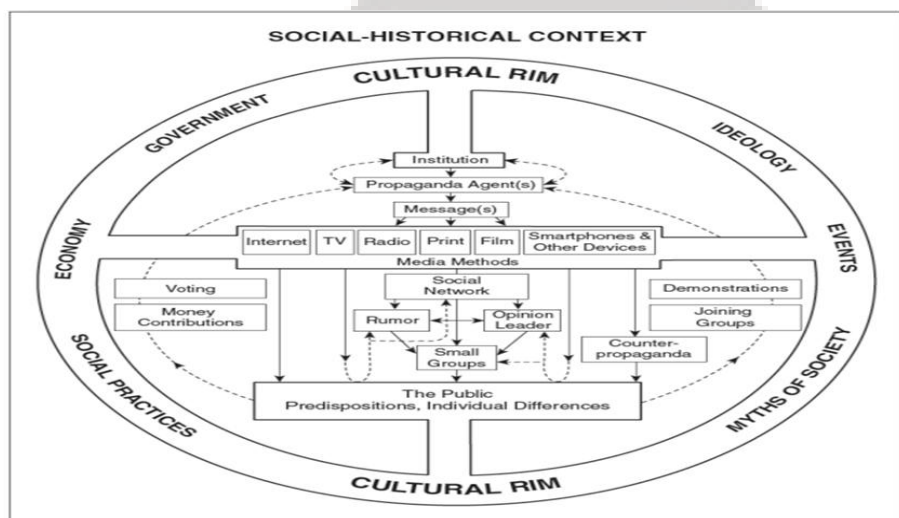 SOCIAL-HISTORICAL CONTEXT
CULTURAL RIM
GOVERNMENT
IDEOLOGY
Institution
Propaganda Agent(s)
Message(s)
Internet
TV
Radio
Print
Film
Smartphones &
Other Devices
Media Methods
ECONOMY
EVENTS
Voting
Money
Contributions
Social
Network
Rumor
Opinion
Leader
Small
Groups
Demonstrations
Joining
Groups
Counter-
propaganda
The Public
Predispositions, Individual Differences
SOCIAL PRACTICES
MYTHS OF SOCIETY
CULTURAL RIM